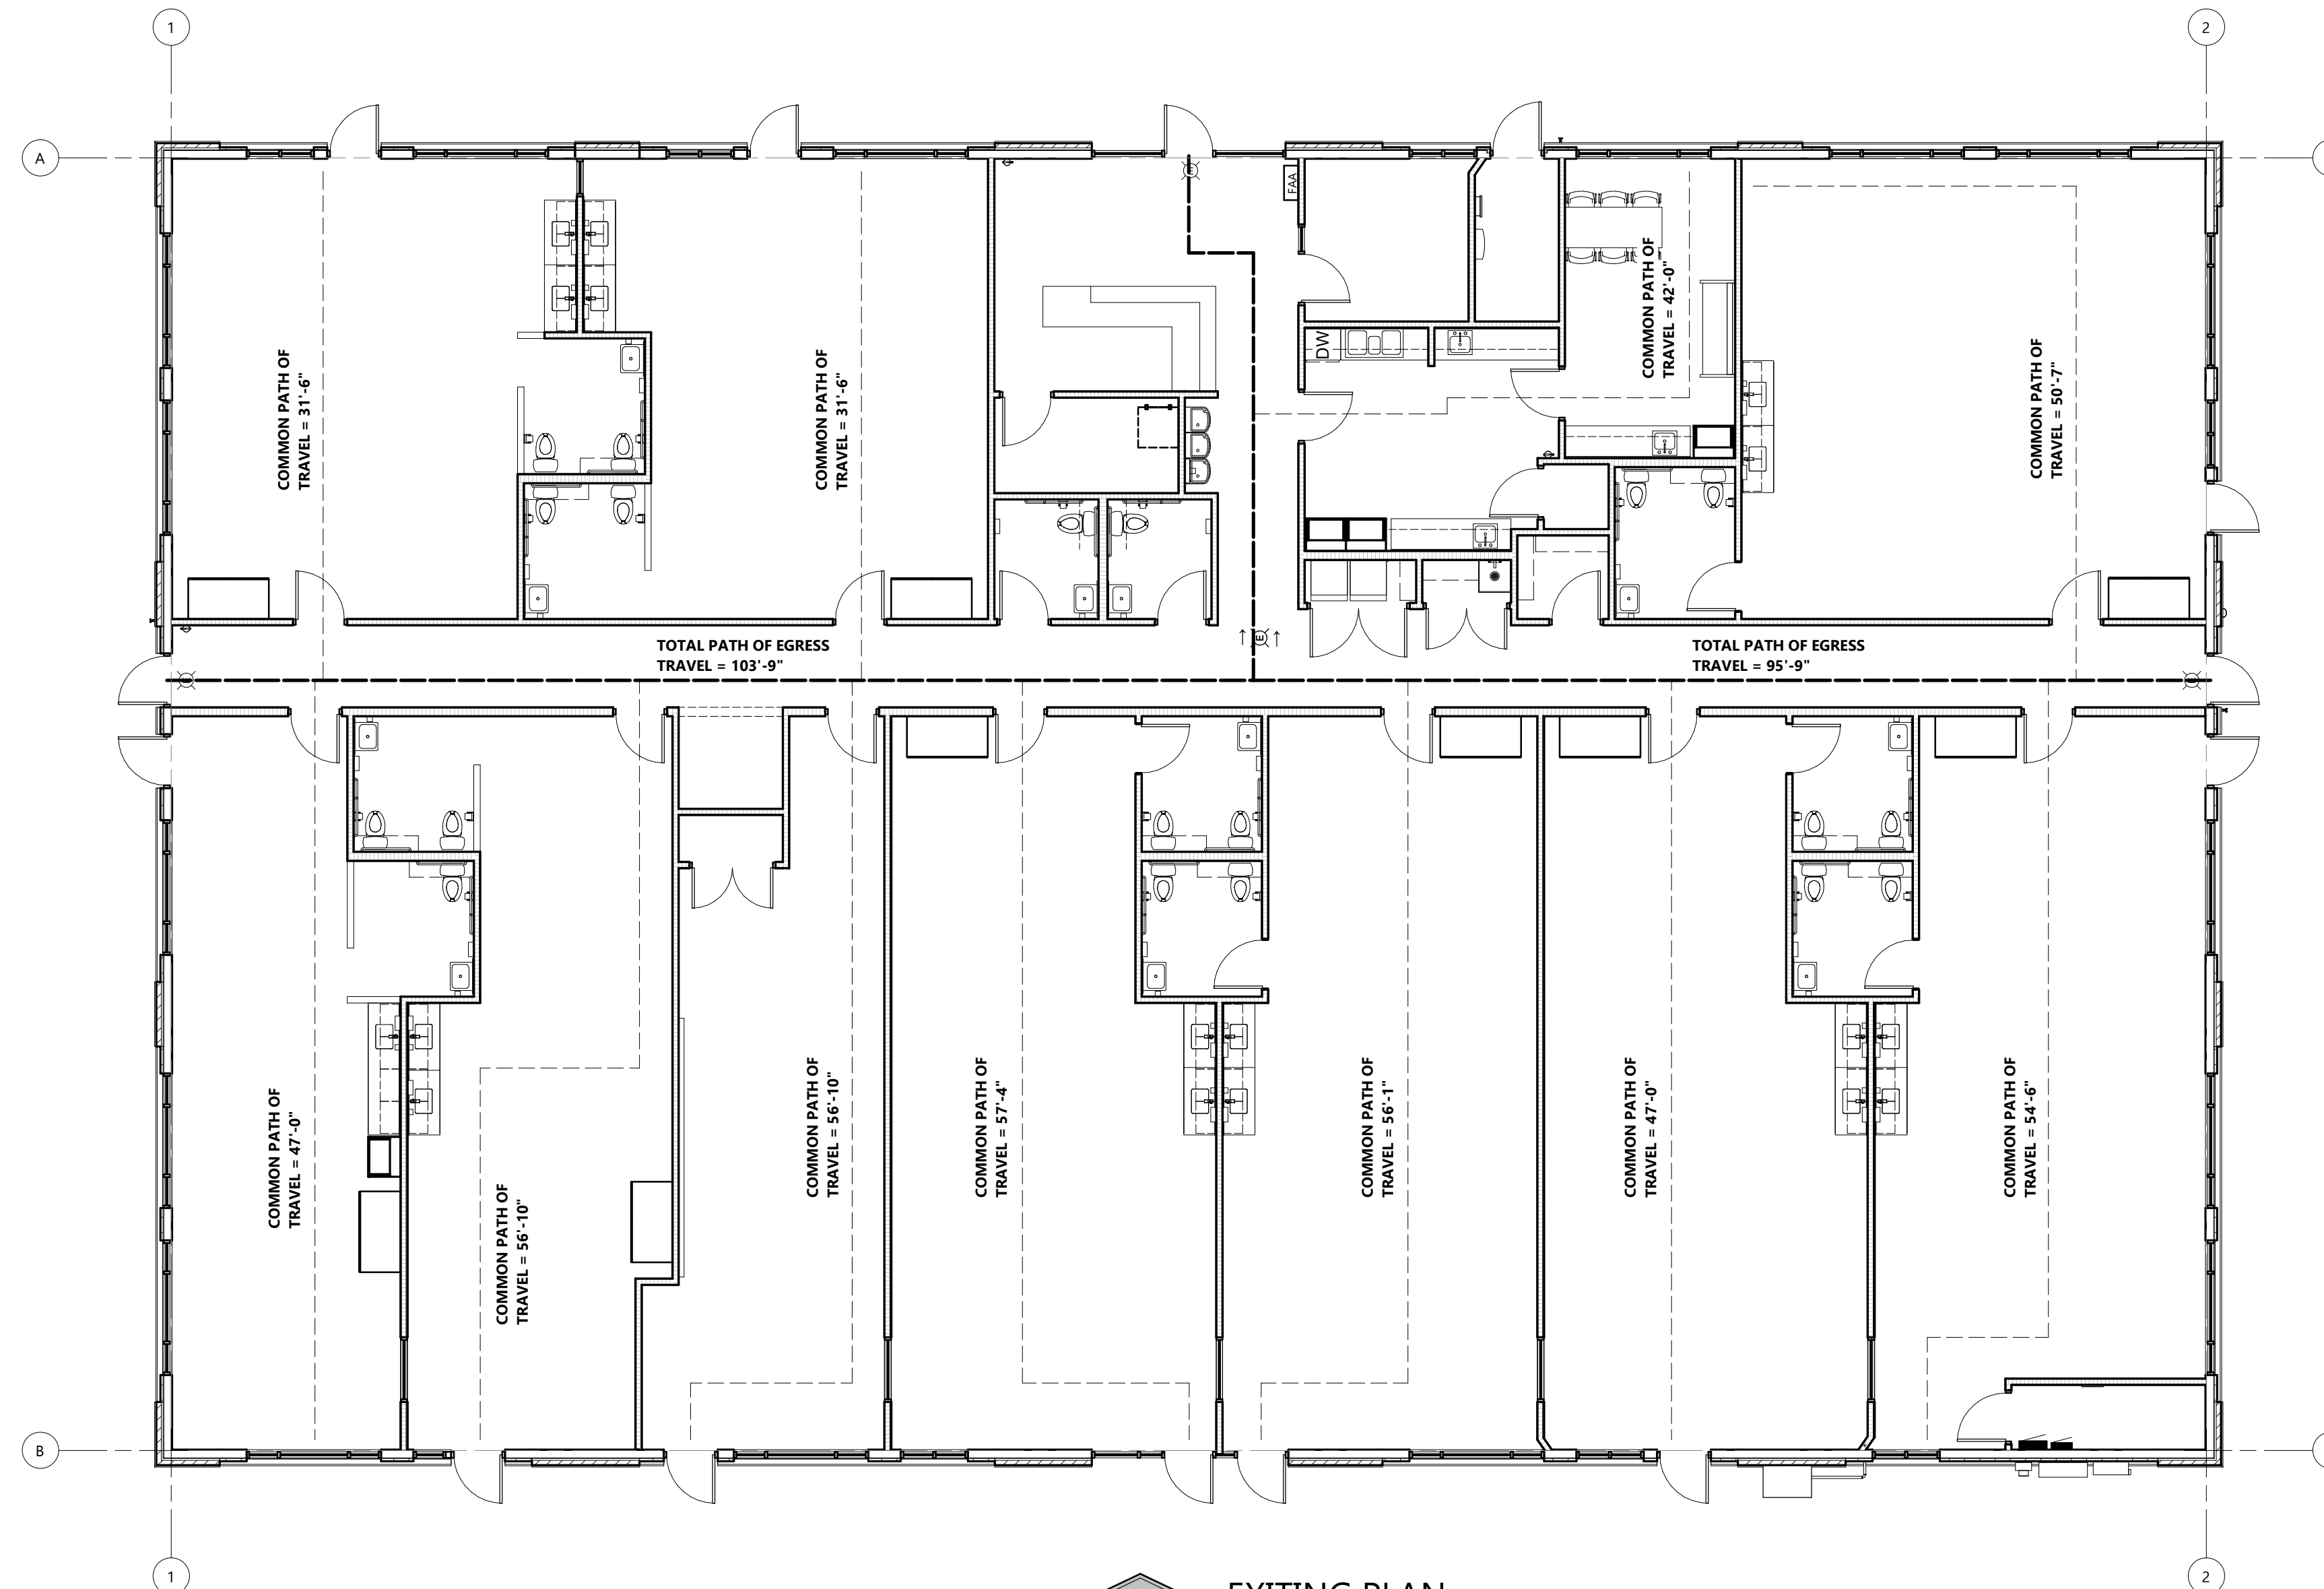 1
2
A
FAA
COMMON PATH OF
TRAVEL = 42'-0"
DW
COMMON PATH OF
TRAVEL = 31'-6"
COMMON PATH OF
TRAVEL = 31'-6"
COMMON PATH OF
TRAVEL = 50'-7"
E
TOTAL PATH OF EGRESS
TRAVEL = 103'-9"
TOTAL PATH OF EGRESS
TRAVEL = 95'-9"
COMMON PATH OF
TRAVEL = 47'-0"
COMMON PATH OF
TRAVEL = 56'-10"
COMMON PATH OF
TRAVEL = 56'-10"
COMMON PATH OF
TRAVEL = 57'-4"
COMMON PATH OF
TRAVEL = 56'-1"
COMMON PATH OF
TRAVEL = 47'-0"
COMMON PATH OF
TRAVEL = 54'-6"
B
1
2
EXITING PLAN